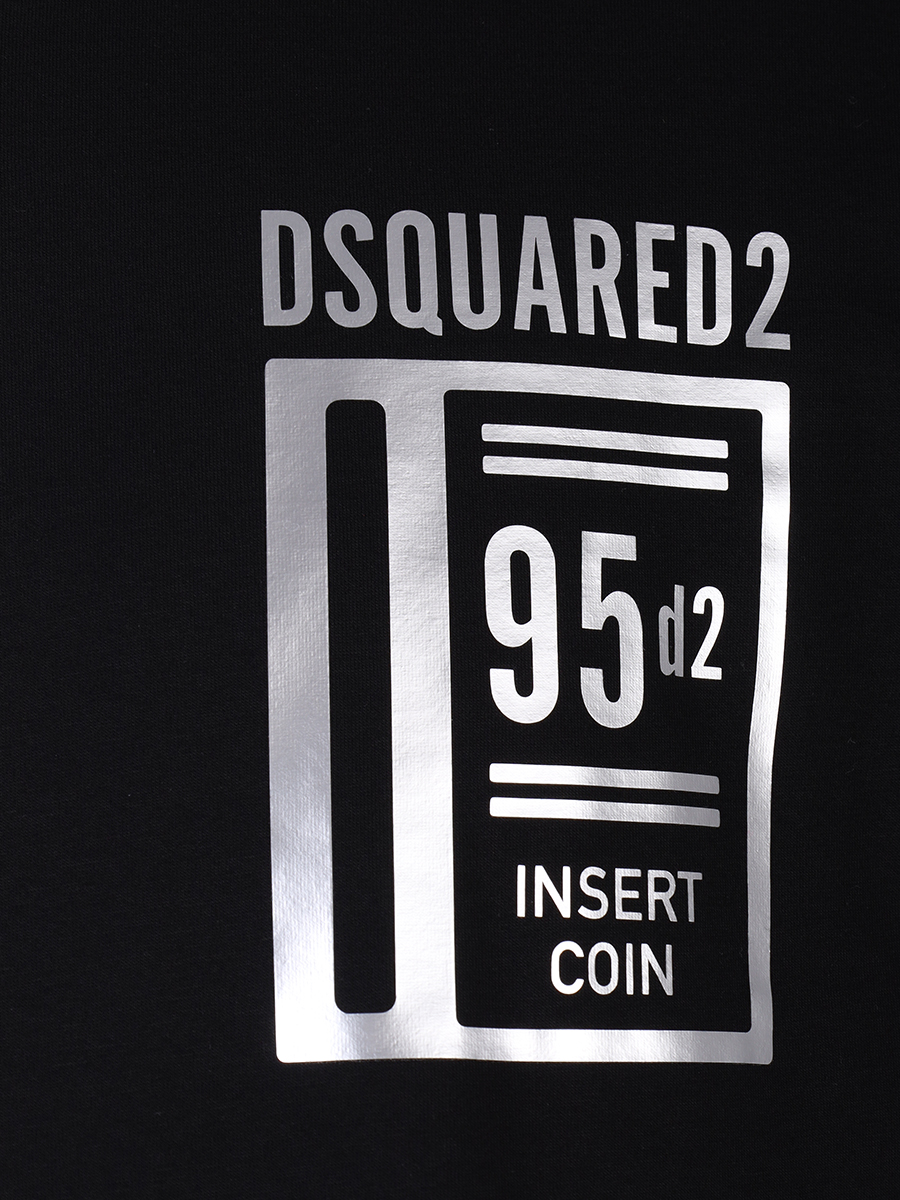 DSQUARED2
95d2
INSERT
COIN